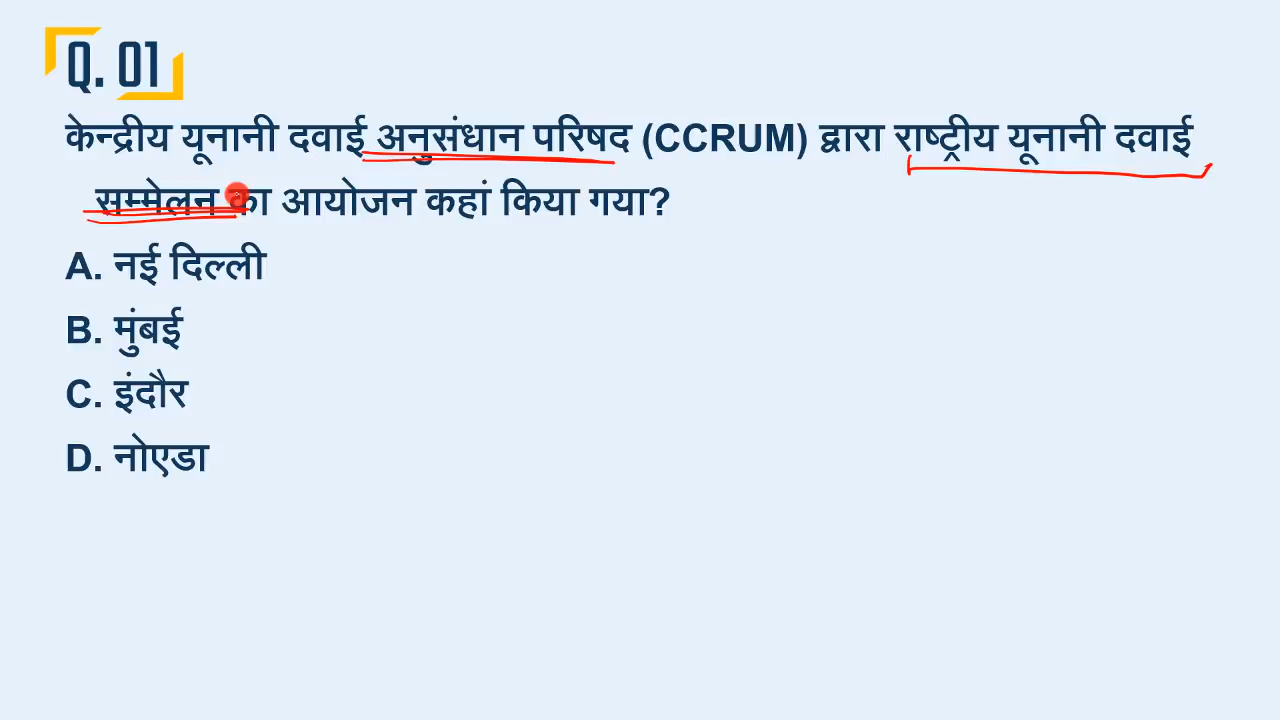 Q. 01
केन्द्रीय यूनानी दवाई अनुसंधान परिषद (CCRUM) द्वारा राष्ट्रीय यूनानी दवाई
सम्मेलन का आयोजन कहां किया गया?
A. नई दिल्ली
B. मुंबई
C. इंदौर
D. नोएडा